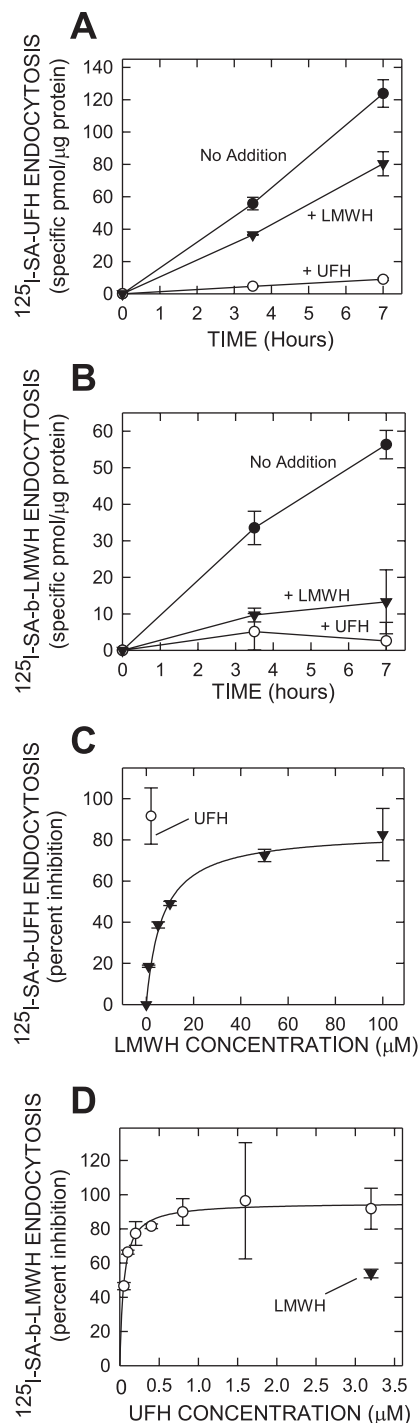 A
¹²⁵I-SA-UFH ENDOCYTOSIS
(specific pmol/µg protein)
140
120
100
80
60
40
20
0
No Addition
+ LMWH
+ UFH
0 1 2 3 4 5 6 7
TIME (Hours)
B
¹²⁵I-SA-b-LMWH ENDOCYTOSIS
(specific pmol/µg protein)
60
50
40
30
20
10
0
No Addition
+ LMWH
+ UFH
0 1 2 3 4 5 6 7
TIME (hours)
C
¹²⁵I-SA-b-UFH ENDOCYTOSIS
(percent inhibition)
100
80
60
40
20
0
UFH
0 20 40 60 80 100
LMWH CONCENTRATION (µM)
D
¹²⁵I-SA-b-LMWH ENDOCYTOSIS
(percent inhibition)
120
100
80
60
40
20
0
LMWH
0 0.5 1.0 1.5 2.0 2.5 3.0 3.5
UFH CONCENTRATION (µM)